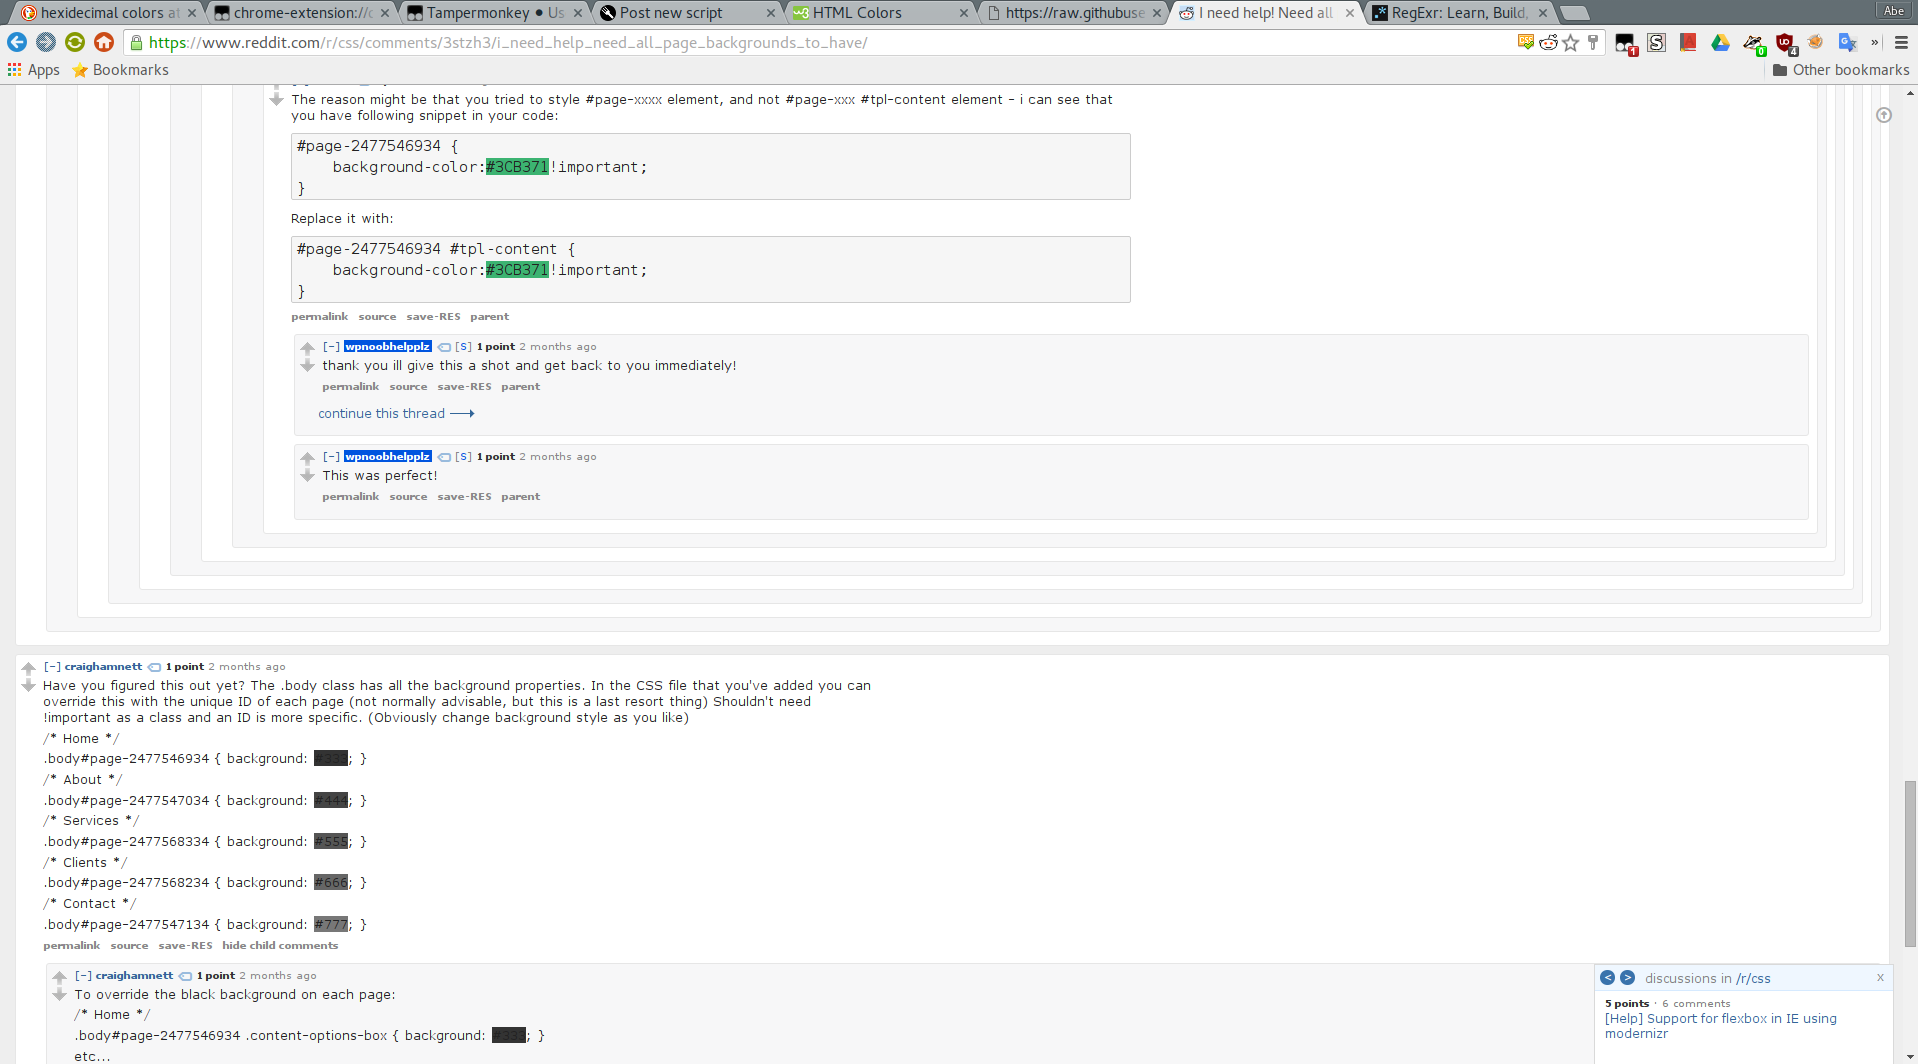 hexidecimal colors at
chrome-extension://c
Tampermonkey • Us
Post new script
HTML Colors
https://raw.githubuse
I need help! Need all
RegExr: Learn, Build,
Abe
https://www.reddit.com/r/css/comments/3stzh3/i_need_help_need_all_page_backgrounds_to_have/
Apps
Bookmarks
Other bookmarks
The reason might be that you tried to style #page-xxxx element, and not #page-xxx #tpl-content element - i can see that
you have following snippet in your code:
#page-2477546934 {
background-color:#3CB371!important;
}
Replace it with:
#page-2477546934 #tpl-content {
background-color:#3CB371!important;
}
permalink source save-RES parent
[-] wpnoobhelpplz [S] 1 point 2 months ago
thank you ill give this a shot and get back to you immediately!
permalink source save-RES parent
continue this thread ⟶
[-] wpnoobhelpplz [S] 1 point 2 months ago
This was perfect!
permalink source save-RES parent
[-] craighamnett 1 point 2 months ago
Have you figured this out yet? The .body class has all the background properties. In the CSS file that you've added you can
override this with the unique ID of each page (not normally advisable, but this is a last resort thing) Shouldn't need
!important as a class and an ID is more specific. (Obviously change background style as you like)
/* Home */
.body#page-2477546934 { background: #333; }
/* About */
.body#page-2477547034 { background: #444; }
/* Services */
.body#page-2477568334 { background: #555; }
/* Clients */
.body#page-2477568234 { background: #666; }
/* Contact */
.body#page-2477547134 { background: #777; }
permalink source save-RES hide child comments
[-] craighamnett 1 point 2 months ago
To override the black background on each page:
/* Home */
.body#page-2477546934 .content-options-box { background: #333; }
etc...
< > discussions in /r/css x
5 points · 6 comments
[Help] Support for flexbox in IE using
modernizr